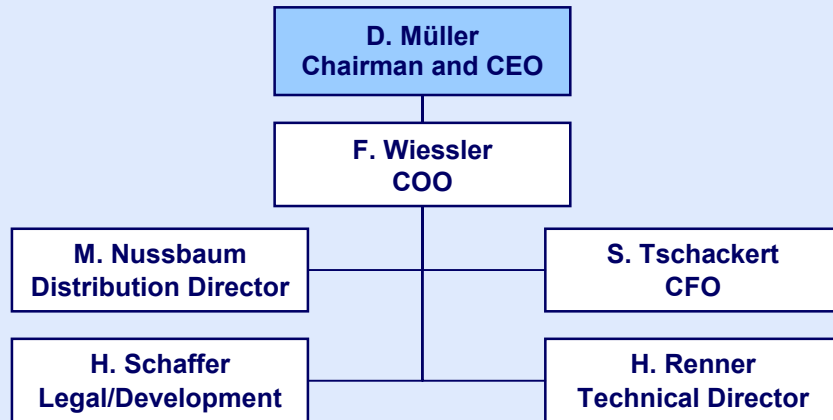 D. Müller
Chairman and CEO
F. Wiessler
COO
M. Nussbaum
Distribution Director
S. Tschackert
CFO
H. Schaffer
Legal/Development
H. Renner
Technical Director